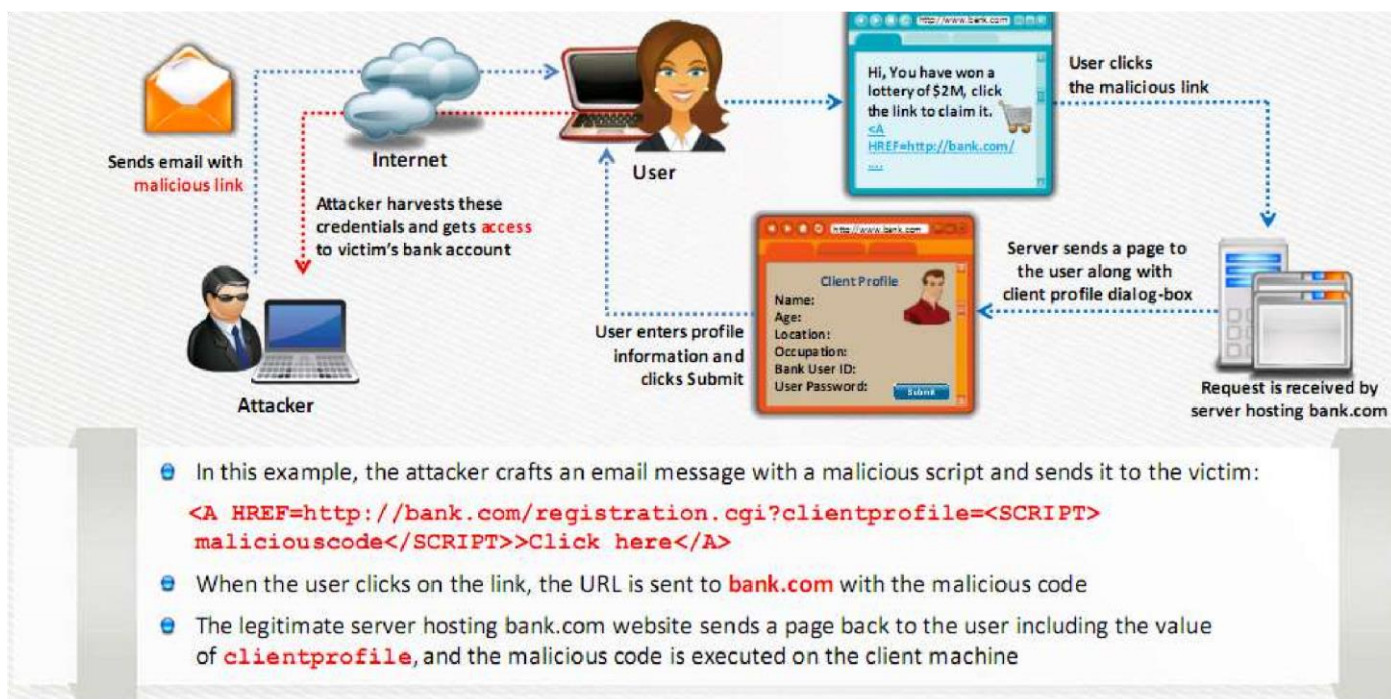 http://www.bank.com
Hi, You have won a
lottery of $2M, click
the link to claim it.
<A
HREF=http://bank.com/
....
User clicks
the malicious link
Sends email with
malicious link
Internet
User
Attacker harvests these
credentials and gets access
to victim's bank account
Attacker
http://www.bank.com
Client Profile
Name:
Age:
Location:
Occupation:
Bank User ID:
User Password:
Submit
User enters profile
information and
clicks Submit
Server sends a page to
the user along with
client profile dialog-box
Request is received by
server hosting bank.com
In this example, the attacker crafts an email message with a malicious script and sends it to the victim:
<A HREF=http://bank.com/registration.cgi?clientprofile=<SCRIPT>
maliciouscode</SCRIPT>>Click here</A>
When the user clicks on the link, the URL is sent to bank.com with the malicious code
The legitimate server hosting bank.com website sends a page back to the user including the value
of clientprofile, and the malicious code is executed on the client machine